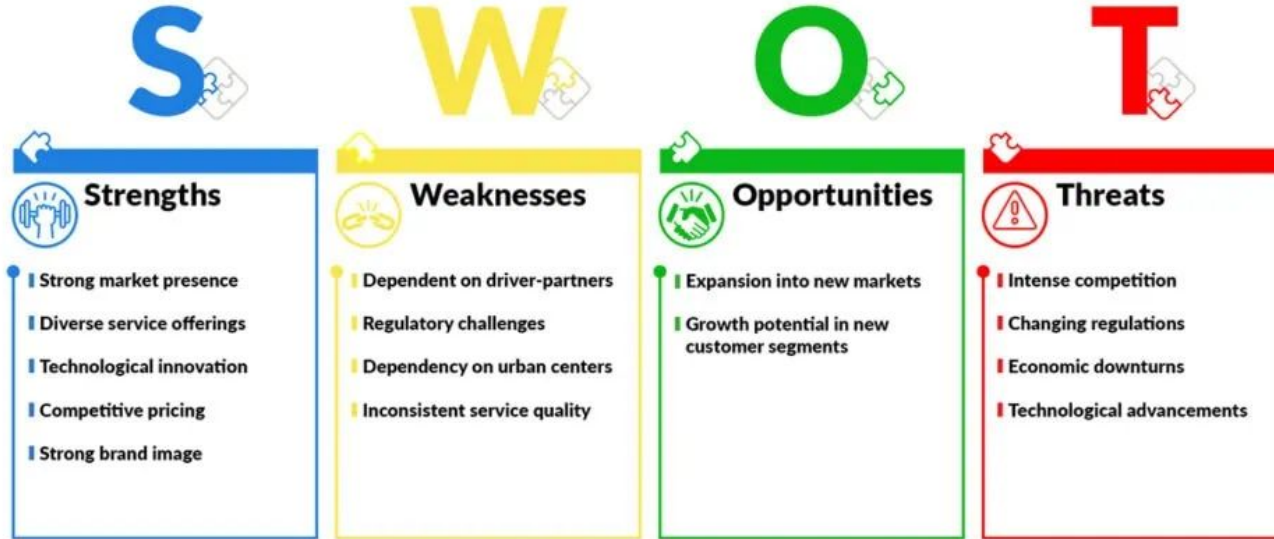 S
W
O
T
Strengths
Strong market presence
Diverse service offerings
Technological innovation
Competitive pricing
Strong brand image
Weaknesses
Dependent on driver-partners
Regulatory challenges
Dependency on urban centers
Inconsistent service quality
Opportunities
Expansion into new markets
Growth potential in new
customer segments
Threats
Intense competition
Changing regulations
Economic downturns
Technological advancements